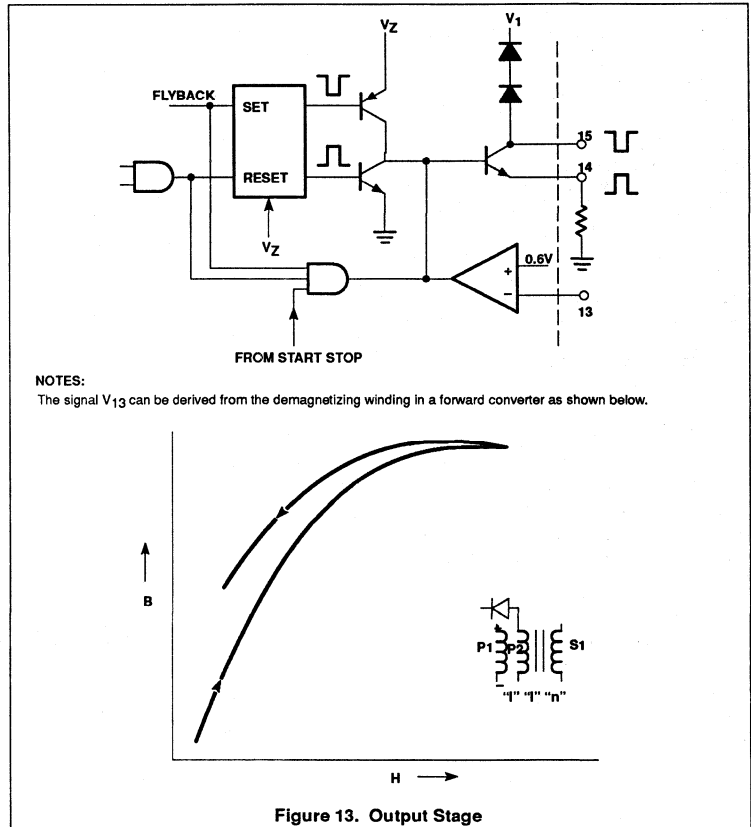 VZ
V1
FLYBACK
SET
15
14
RESET
VZ
0.6V
+
−
13
FROM START STOP
NOTES:
The signal V13 can be derived from the demagnetizing winding in a forward converter as shown below.
B
+
P1 P2 S1
−
"I" "I" "n"
H
Figure 13. Output Stage